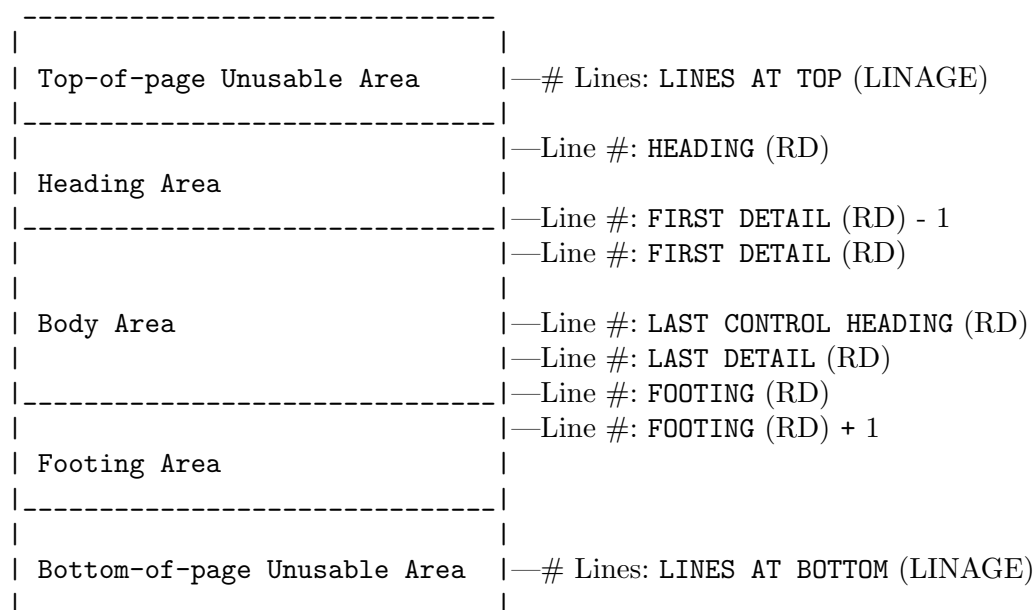 Top-of-page Unusable Area —# Lines: LINES AT TOP (LINAGE)
—Line #: HEADING (RD)
Heading Area
—Line #: FIRST DETAIL (RD) - 1
—Line #: FIRST DETAIL (RD)
Body Area —Line #: LAST CONTROL HEADING (RD)
—Line #: LAST DETAIL (RD)
—Line #: FOOTING (RD)
—Line #: FOOTING (RD) + 1
Footing Area
Bottom-of-page Unusable Area —# Lines: LINES AT BOTTOM (LINAGE)